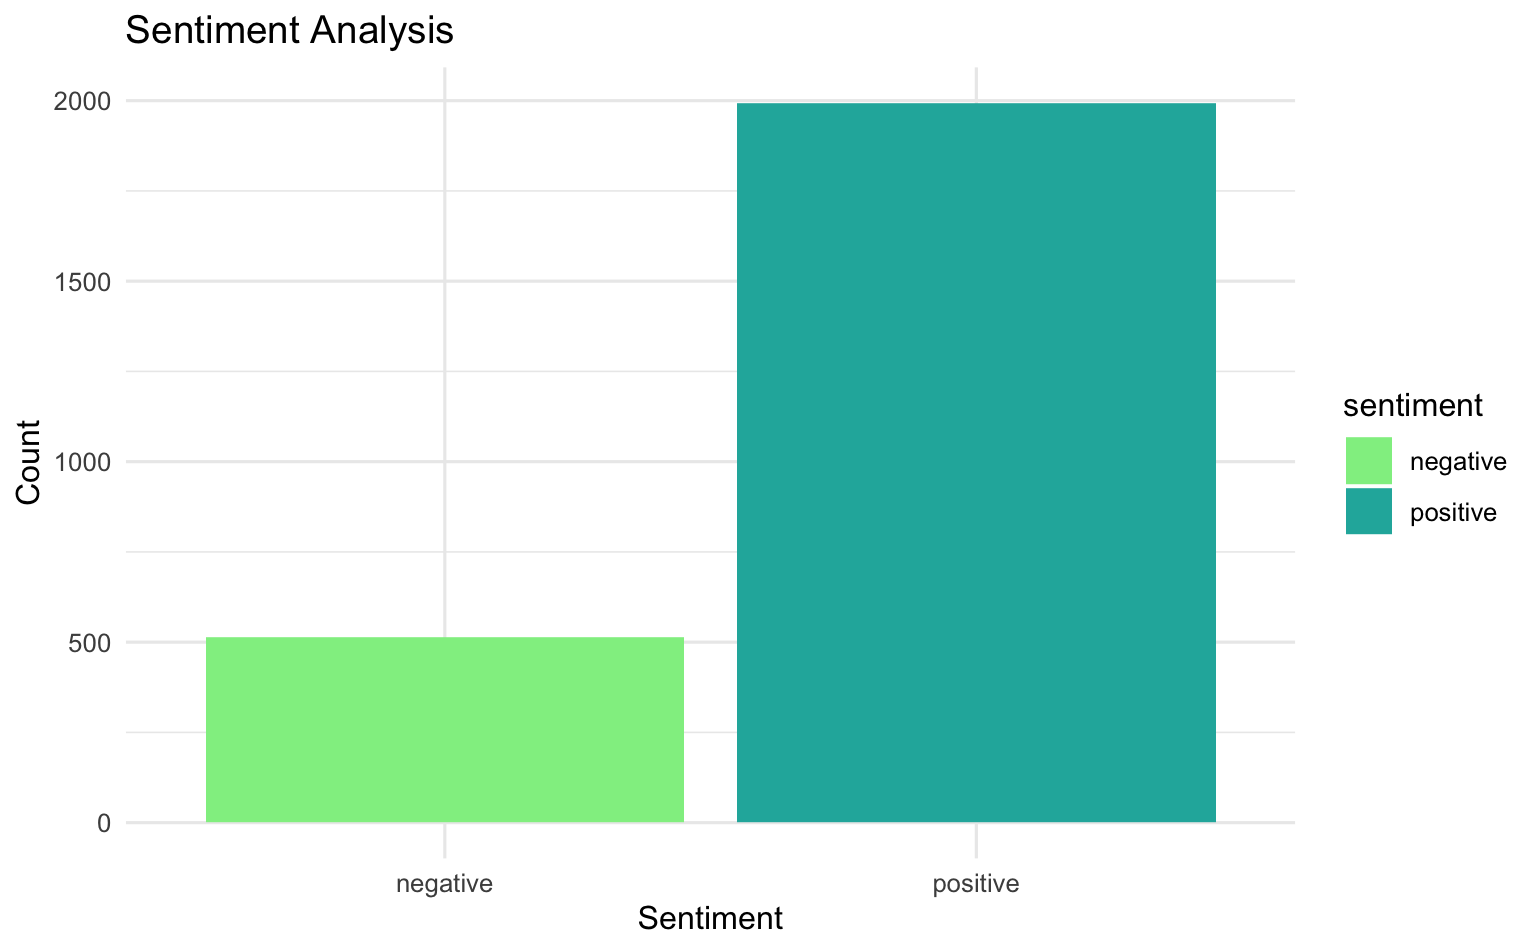 Sentiment Analysis
Count
2000
1500
1000
500
0
negative
positive
Sentiment
sentiment
negative
positive